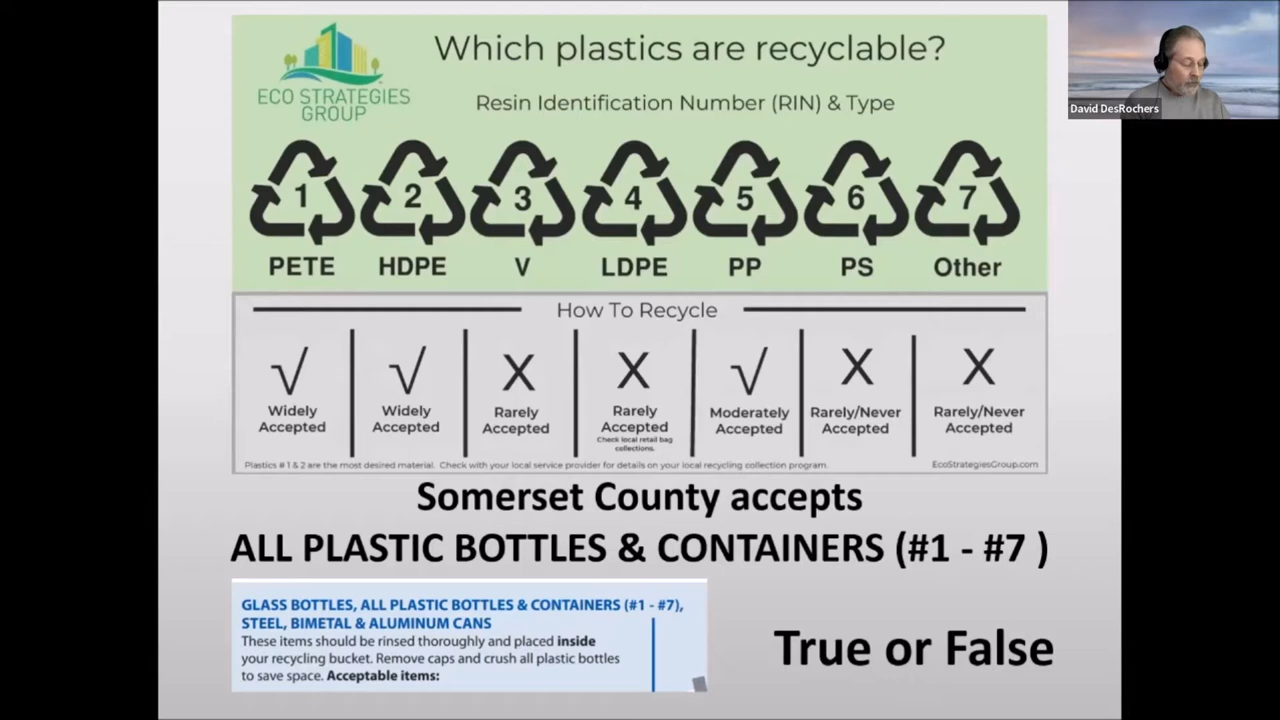 Which plastics are recyclable?
ECO STRATEGIES
GROUP
Resin Identification Number (RIN) & Type
David DesRochers
1 2 3 4 5 6 7
PETE HDPE V LDPE PP PS Other
How To Recycle
√ √ X X √ X X
Widely Accepted
Widely Accepted
Rarely Accepted
Rarely Accepted
Check local retail bag collections.
Moderately Accepted
Rarely/Never Accepted
Rarely/Never Accepted
Plastics # 1 & 2 are the most desired material. Check with your local service provider for details on your local recycling collection program.
EcoStrategiesGroup.com
Somerset County accepts
ALL PLASTIC BOTTLES & CONTAINERS (#1 - #7 )
GLASS BOTTLES, ALL PLASTIC BOTTLES & CONTAINERS (#1 - #7),
STEEL, BIMETAL & ALUMINUM CANS
These items should be rinsed thoroughly and placed inside
your recycling bucket. Remove caps and crush all plastic bottles
to save space. Acceptable items:
True or False